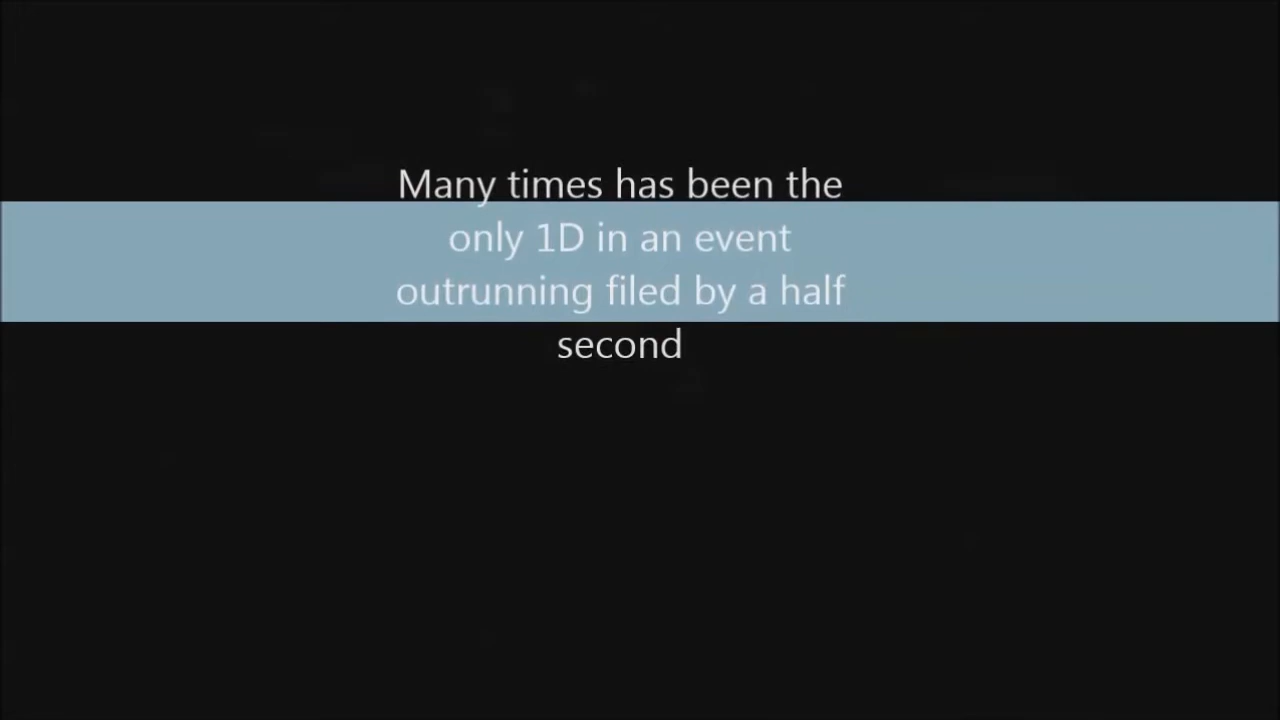 Many times has been the
only 1D in an event
outrunning filed by a half
second